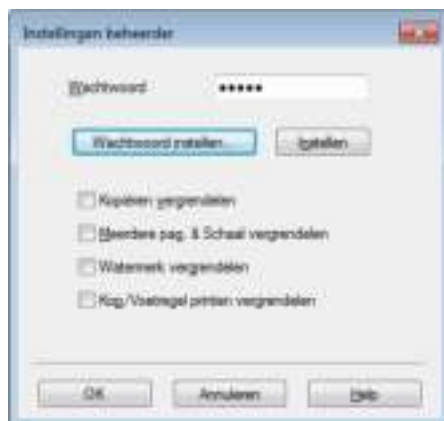 Instellingen beheerder
Wachtwoord
Wachtwoord instellen...
Instellen
Kopiëren vergrendelen
Meerdere pag. & Schaal vergrendelen
Watermerk vergrendelen
Kop/Voetregel printen vergrendelen
OK
Annuleren
Help